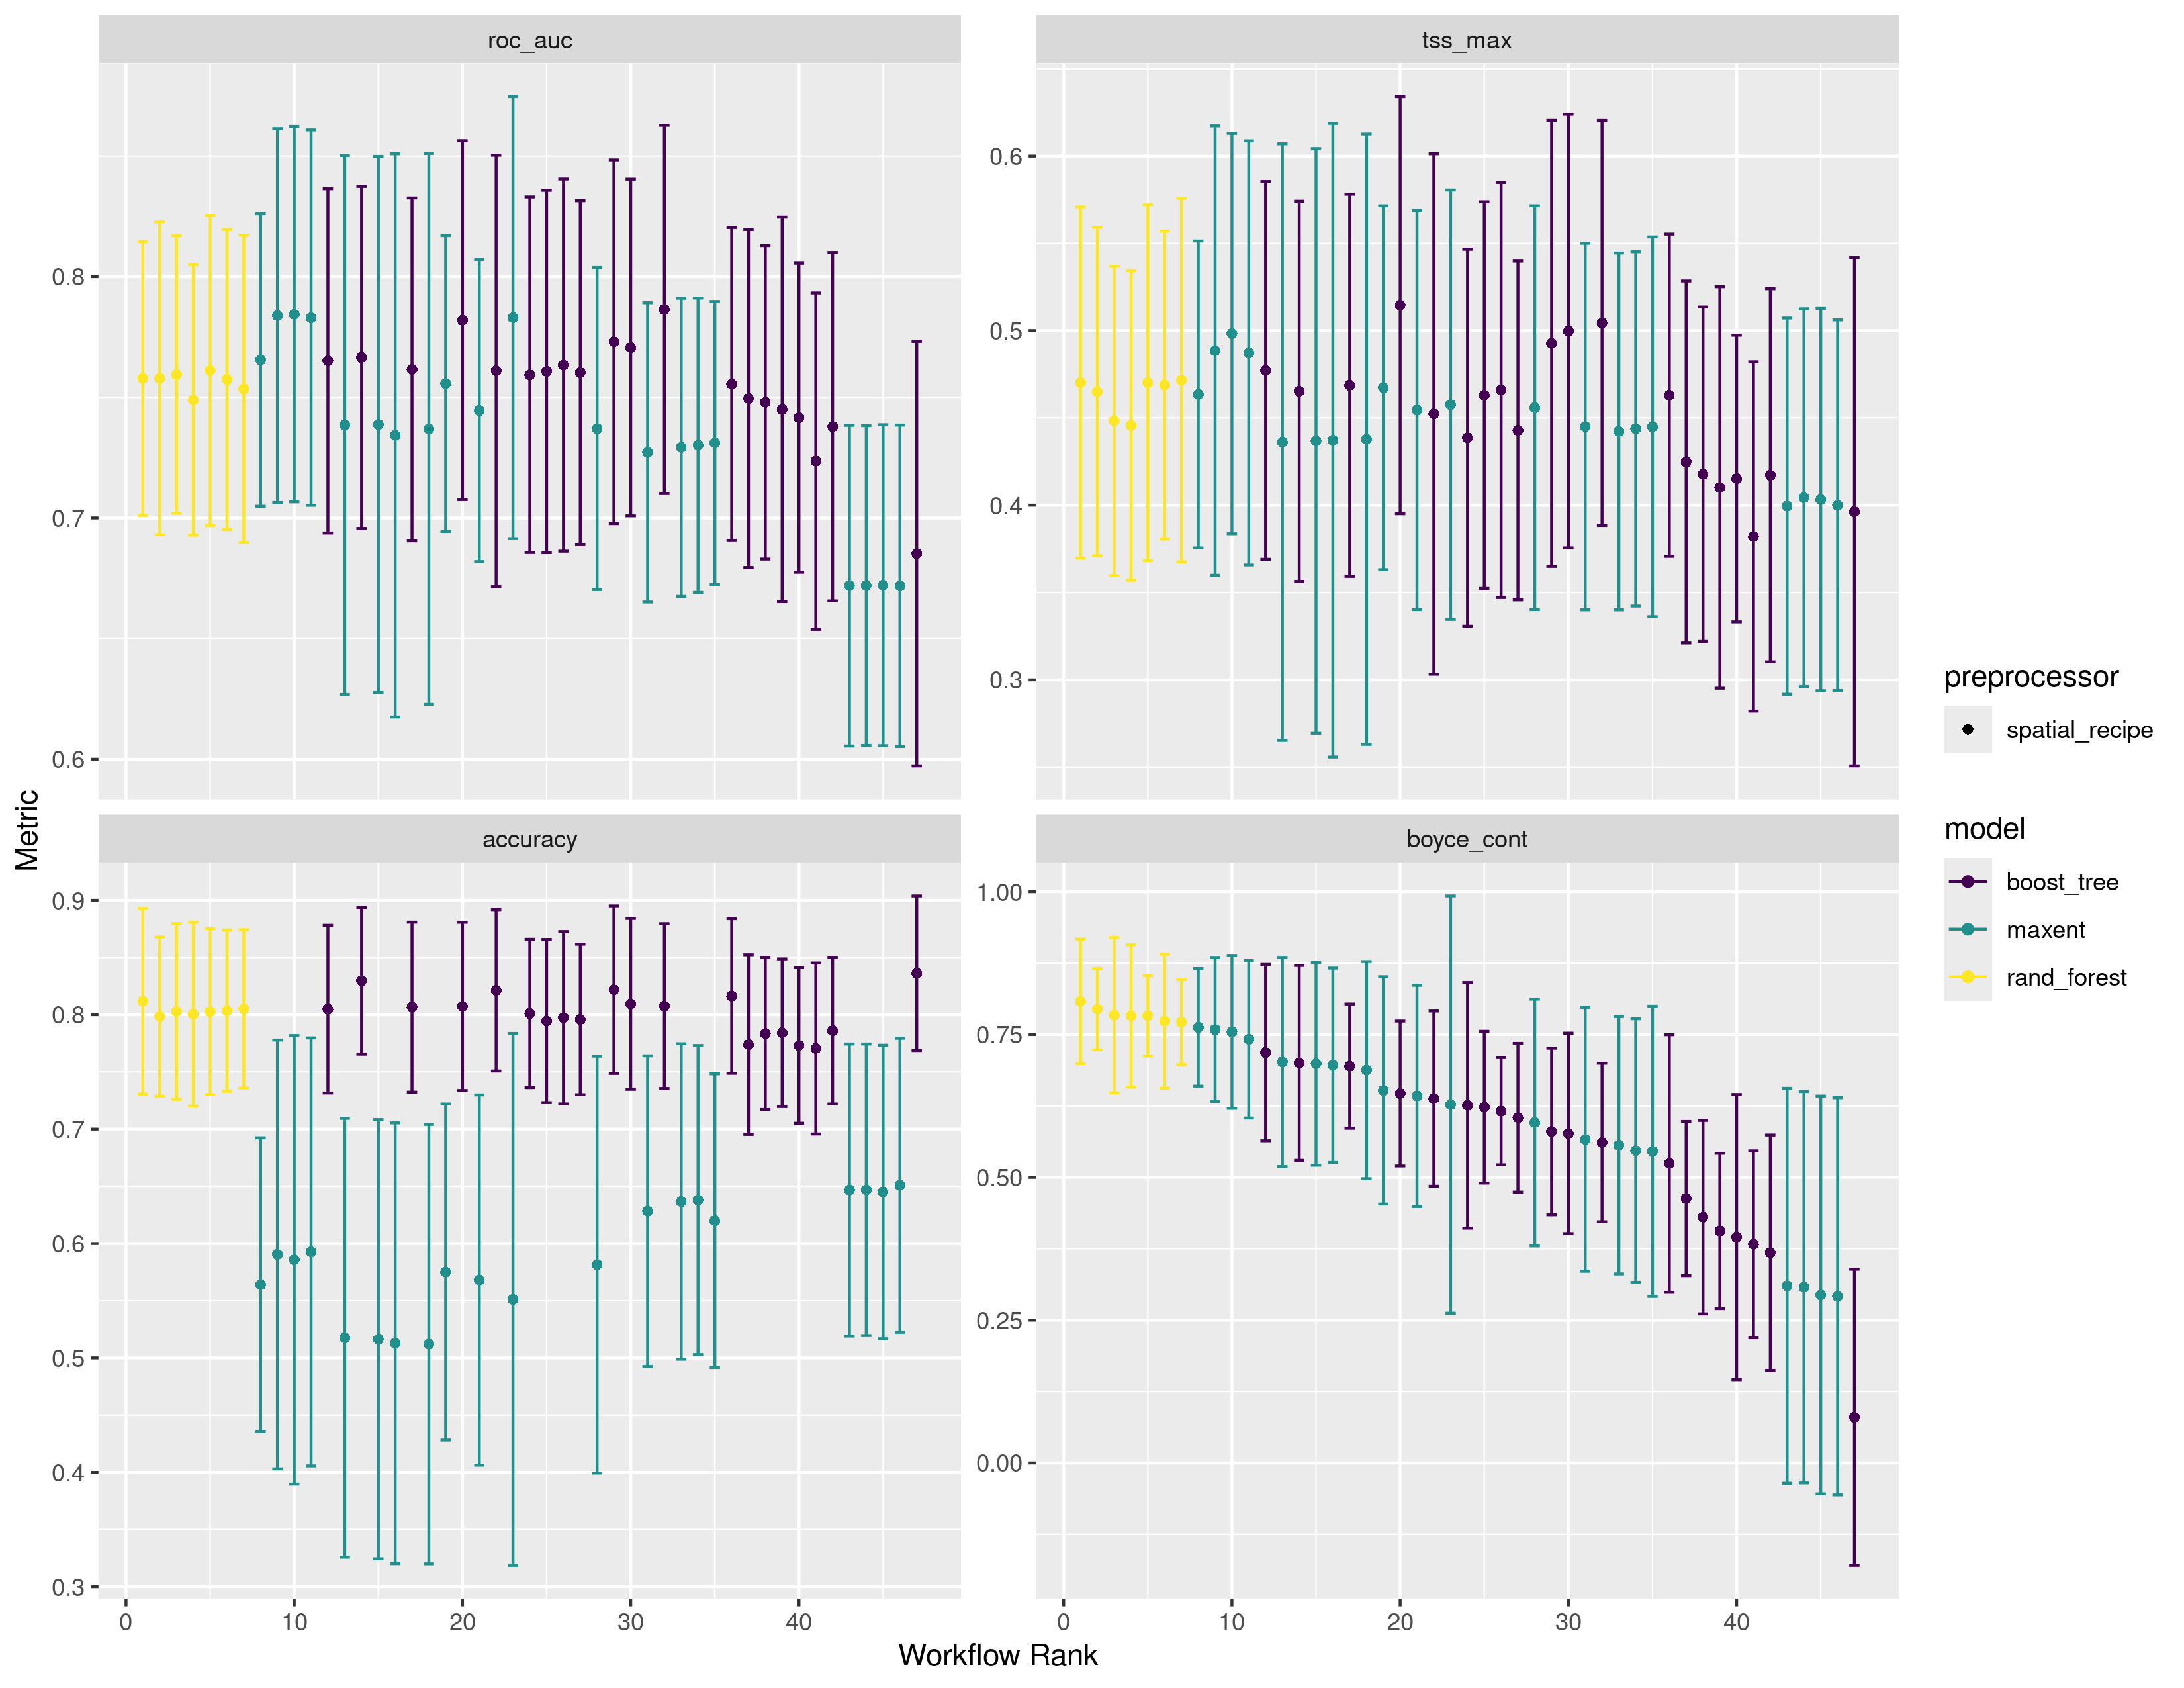 roc_auc
tss_max
0.8
0.7
0.6
0.6
0.5
0.4
0.3
accuracy
boyce_cont
0.9
0.8
0.7
0.6
0.5
0.4
0.3
1.00
0.75
0.50
0.25
0.00
0 10 20 30 40
0 10 20 30 40
Workflow Rank
Metric
preprocessor
spatial_recipe
model
boost_tree
maxent
rand_forest